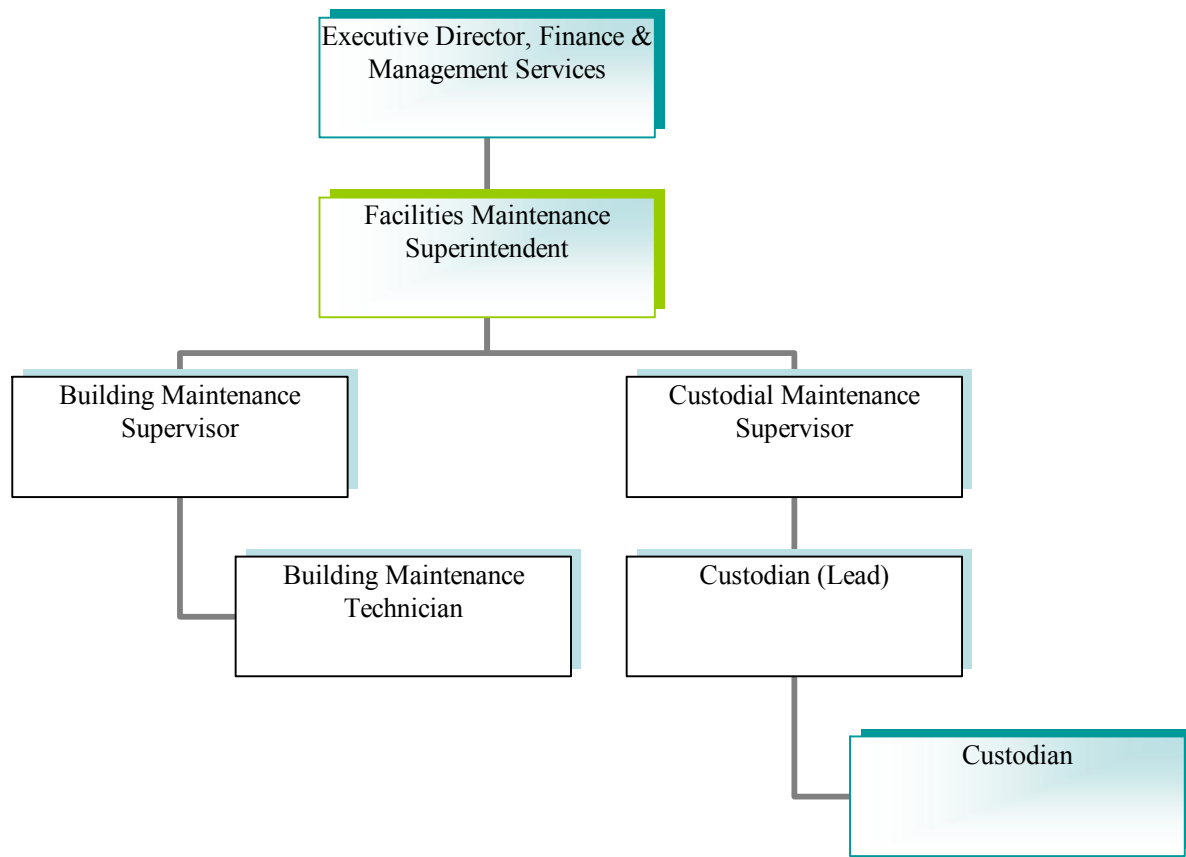 Executive Director, Finance &
Management Services
Facilities Maintenance
Superintendent
Building Maintenance
Supervisor
Custodial Maintenance
Supervisor
Building Maintenance
Technician
Custodian (Lead)
Custodian